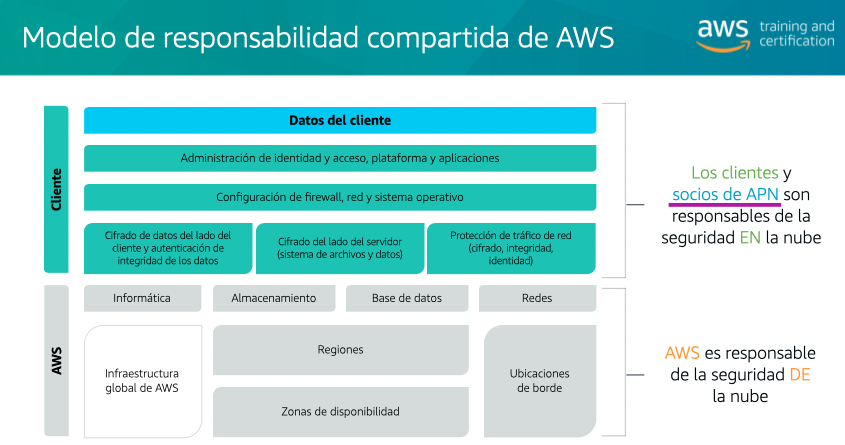 Modelo de responsabilidad compartida de AWS
aws training and
certification
Cliente
Datos del cliente
Administración de identidad y acceso, plataforma y aplicaciones
Configuración de firewall, red y sistema operativo
Cifrado de datos del lado del
cliente y autenticación de
integridad de los datos
Cifrado del lado del servidor
(sistema de archivos y datos)
Protección de tráfico de red
(cifrado, integridad,
identidad)
Los clientes y
socios de APN son
responsables de la
seguridad EN la nube
AWS
Informática
Almacenamiento
Base de datos
Redes
Infraestructura
global de AWS
Regiones
Zonas de disponibilidad
Ubicaciones
de borde
AWS es responsable
de la seguridad DE
la nube